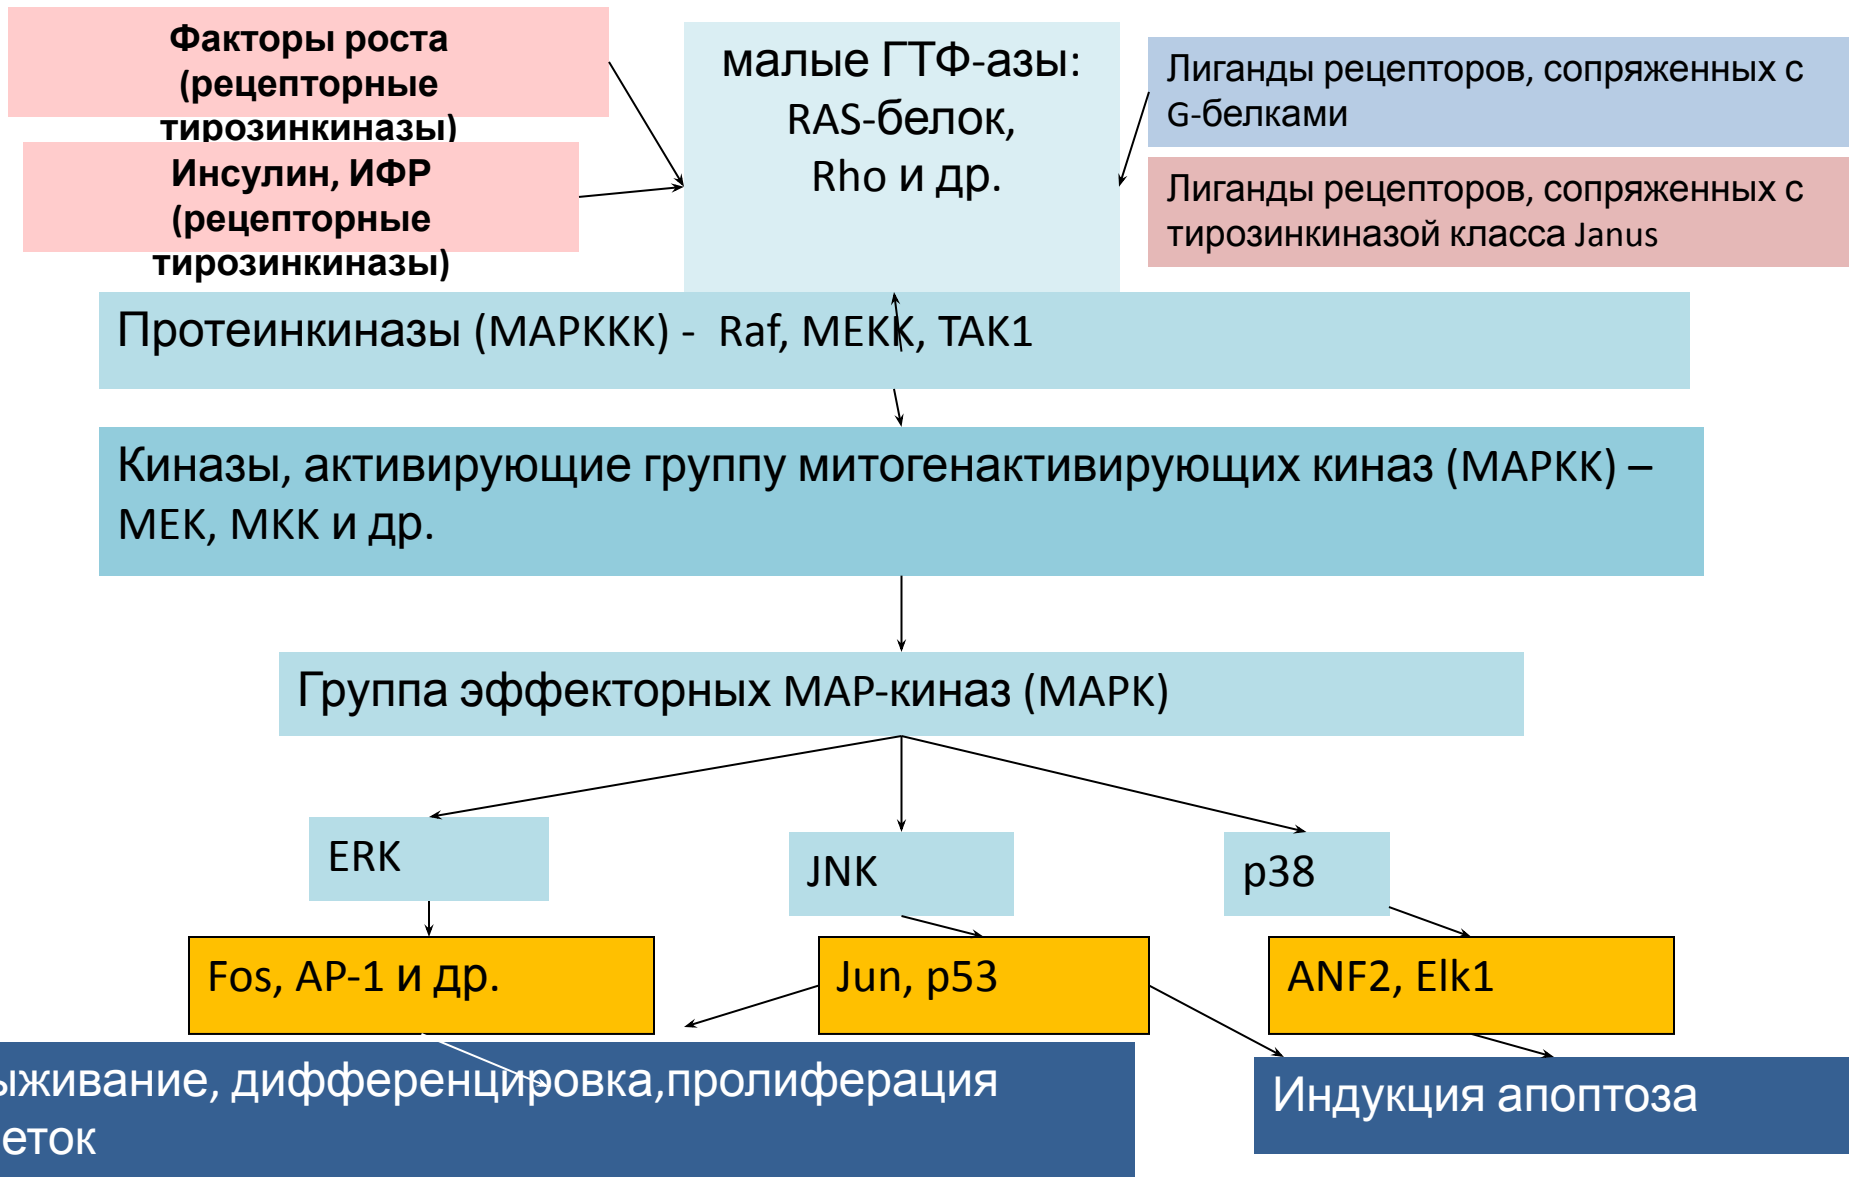 Факторы роста
(рецепторные
тирозинкиназы)
Инсулин, ИФР
(рецепторные
тирозинкиназы)
малые ГТФ-азы:
RAS-белок,
Rho и др.
Лиганды рецепторов, сопряженных с
G-белками
Лиганды рецепторов, сопряженных с
тирозинкиназой класса Janus
Протеинкиназы (MAPKKK) - Raf, MEKK, TAK1
Киназы, активирующие группу митогенактивирующих киназ (MAPKK) –
MEK, MKK и др.
Группа эффекторных MAP-киназ (MAPK)
ERK
JNK
p38
Fos, AP-1 и др.
Jun, p53
ANF2, Elk1
ыживание, дифференцировка,пролиферация
еток
Индукция апоптоза